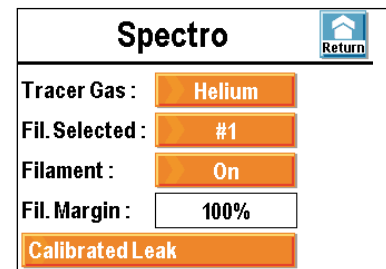 Spectro
Return
Tracer Gas : Helium
Fil. Selected : #1
Filament : On
Fil. Margin : 100%
Calibrated Leak